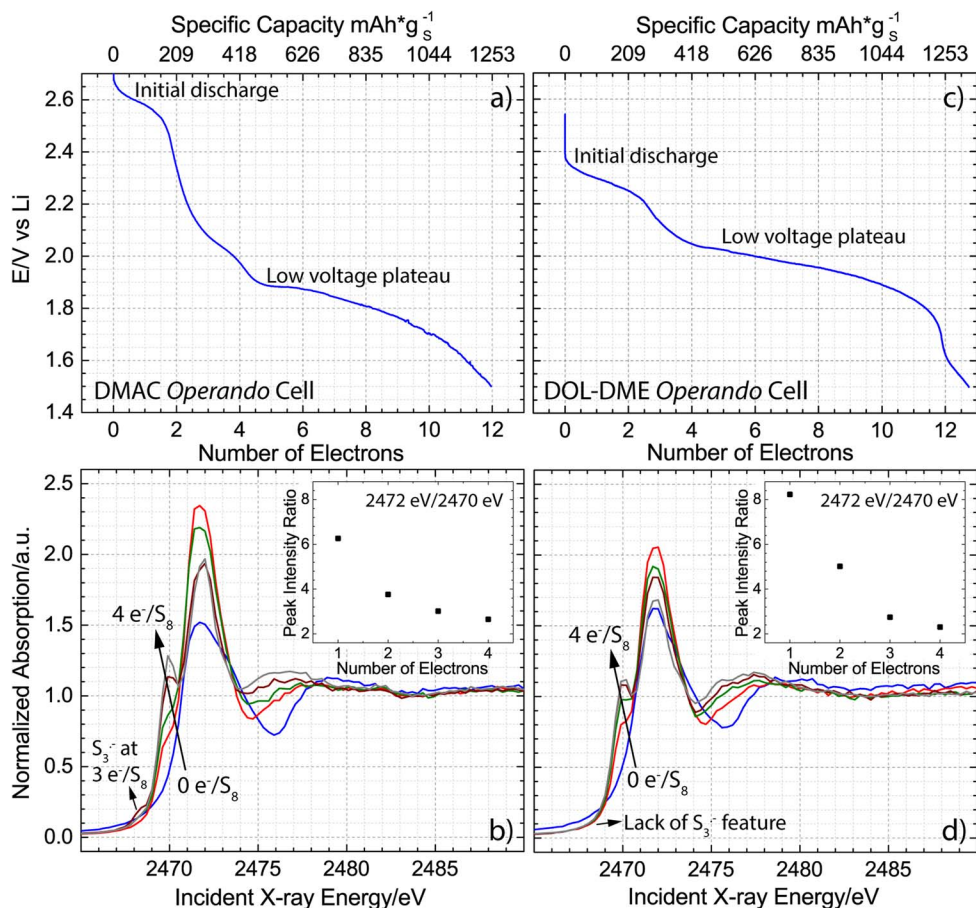 Specific Capacity mAh*g_S^-1
0 209 418 626 835 1044 1253
2.6
2.4
2.2
2.0
1.8
1.6
1.4
E/V vs Li
Initial discharge
a)
Low voltage plateau
DMAC Operando Cell
0 2 4 6 8 10 12
Number of Electrons
Specific Capacity mAh*g_S^-1
0 209 418 626 835 1044 1253
c)
Initial discharge
Low voltage plateau
DOL-DME Operando Cell
0 2 4 6 8 10 12
Number of Electrons
2.5
2.0
1.5
1.0
0.5
0.0
Normalized Absorption/a.u.
4 e-/S8
0 e-/S8
S3·- at
3 e-/S8
b)
2472 eV/2470 eV
Peak Intensity Ratio
8
6
4
2
0 1 2 3 4
Number of Electrons
2470 2475 2480 2485
Incident X-ray Energy/eV
4 e-/S8
0 e-/S8
Lack of S3·- feature
d)
2472 eV/2470 eV
Peak Intensity Ratio
8
6
4
2
1 2 3 4
Number of Electrons
2470 2475 2480 2485
Incident X-ray Energy/eV